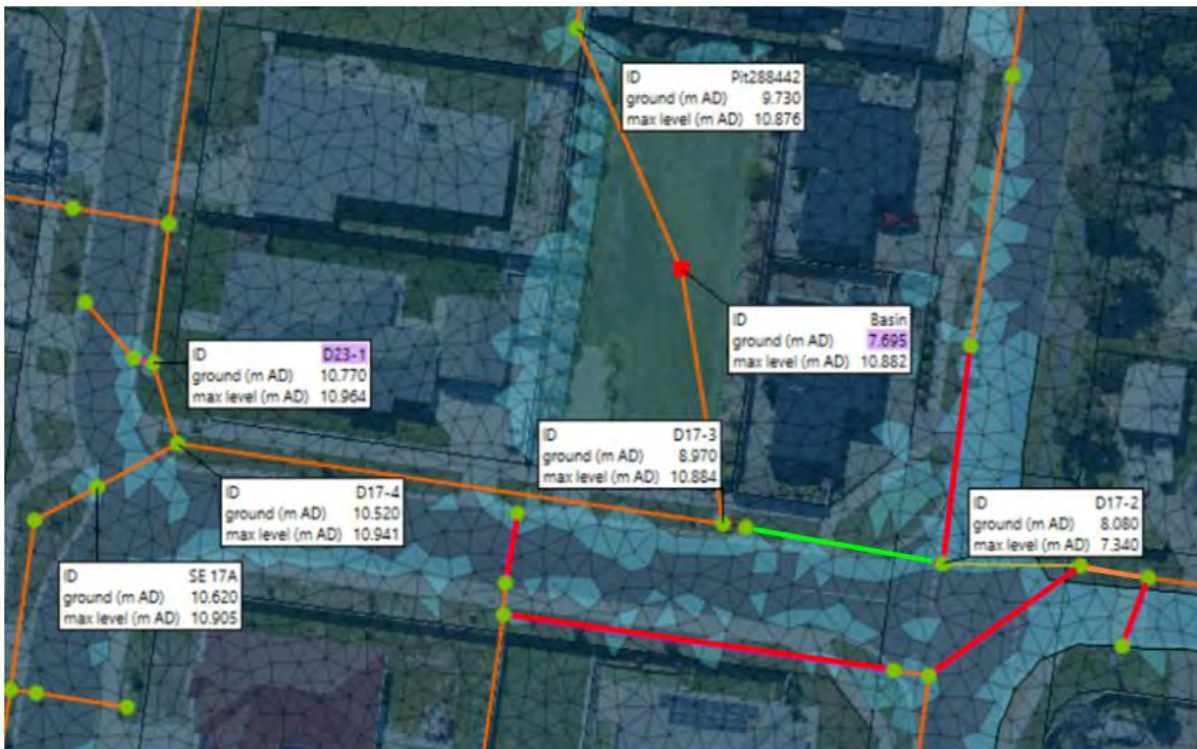 ID Pit288442
ground (m AD) 9.730
max level (m AD) 10.876
ID Basin
ground (m AD) 7.695
max level (m AD) 10.882
ID D23-1
ground (m AD) 10.770
max level (m AD) 10.964
ID D17-3
ground (m AD) 8.970
max level (m AD) 10.884
ID D17-4
ground (m AD) 10.520
max level (m AD) 10.941
ID D17-2
ground (m AD) 8.080
max level (m AD) 7.340
ID SE 17A
ground (m AD) 10.620
max level (m AD) 10.905